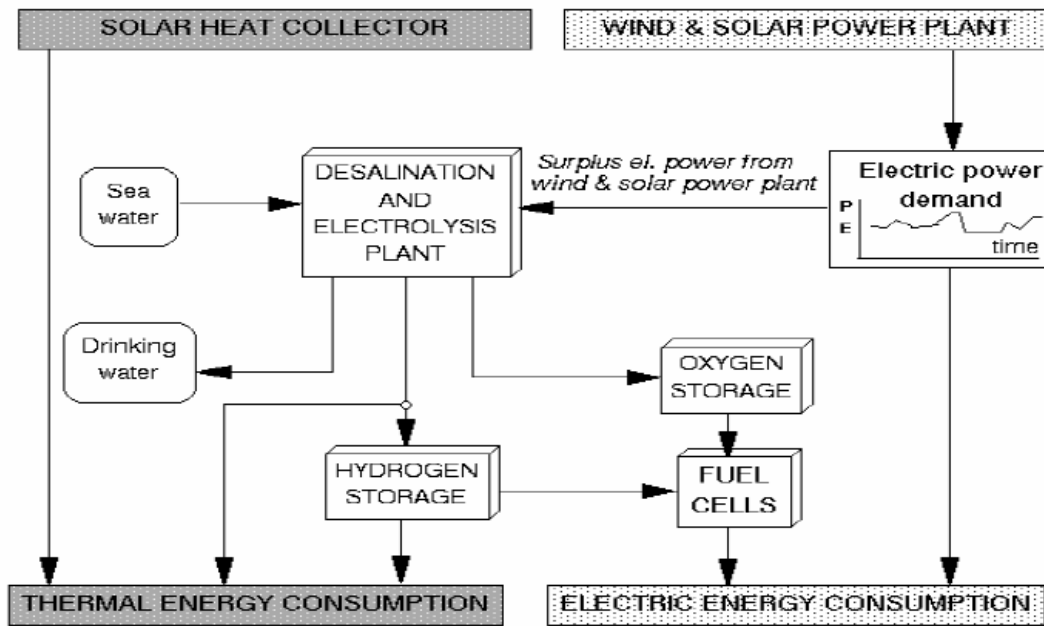 SOLAR HEAT COLLECTOR
WIND & SOLAR POWER PLANT
Sea
water
DESALINATION
AND
ELECTROLYSIS
PLANT
Surplus el. power from
wind & solar power plant
Electric power
demand
P
E
time
Drinking
water
OXYGEN
STORAGE
HYDROGEN
STORAGE
FUEL
CELLS
THERMAL ENERGY CONSUMPTION
ELECTRIC ENERGY CONSUMPTION